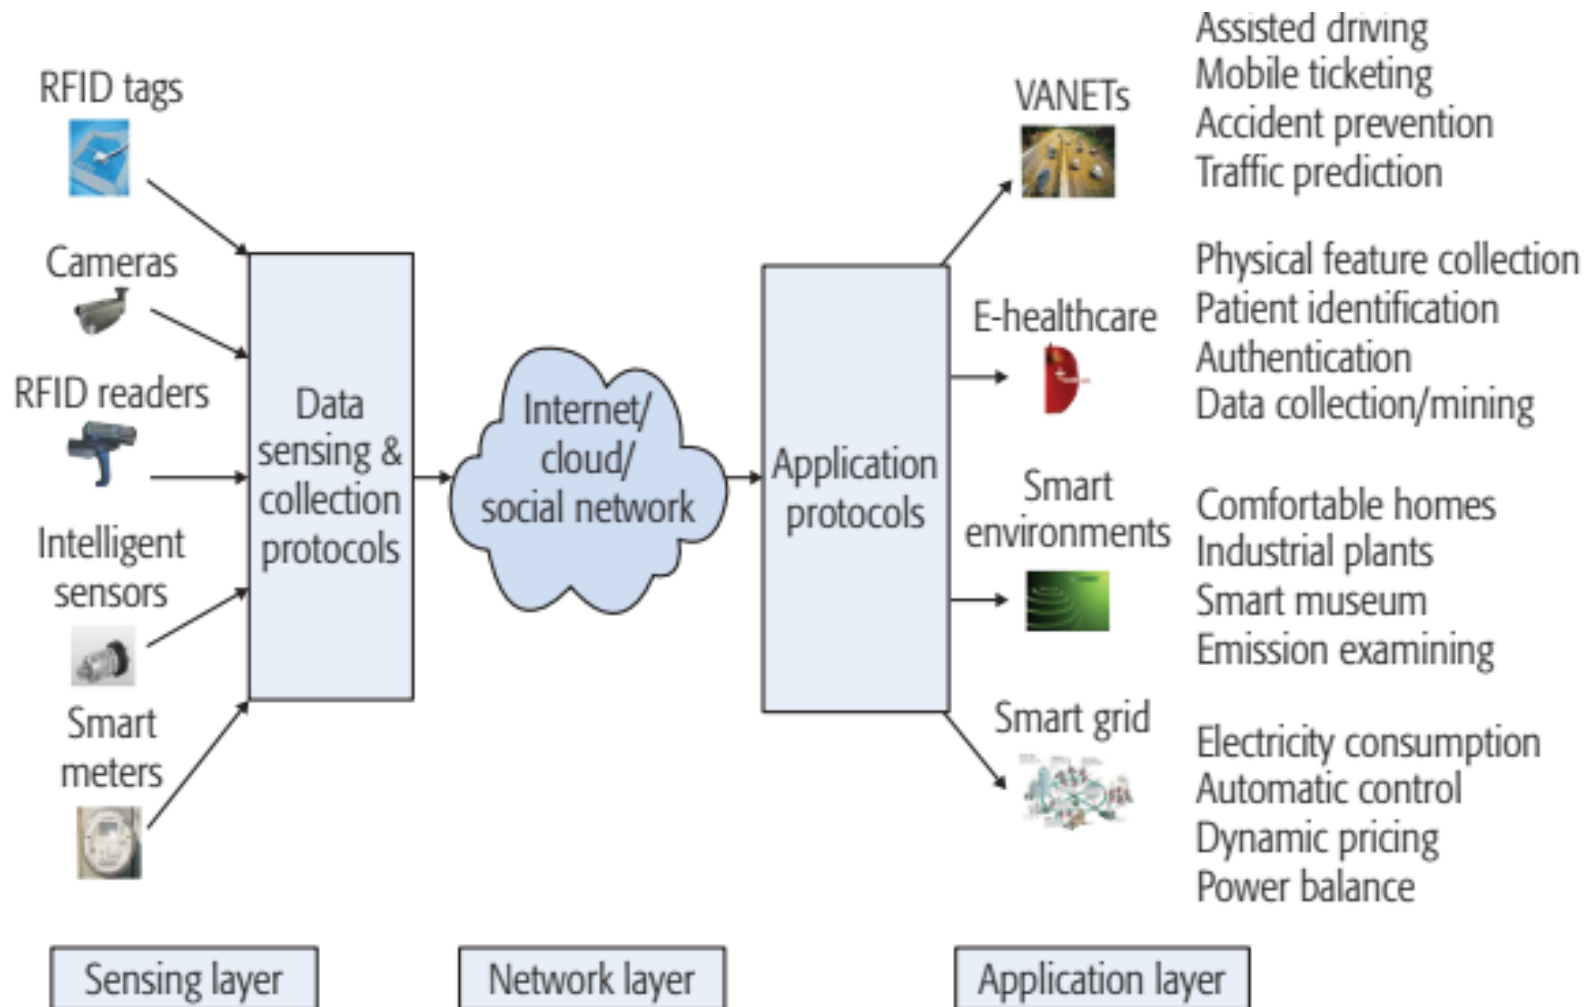 RFID tags
Cameras
RFID readers
Intelligent
sensors
Smart
meters
Data
sensing &
collection
protocols
Internet/
cloud/
social network
Application
protocols
VANETs
Assisted driving
Mobile ticketing
Accident prevention
Traffic prediction
E-healthcare
Physical feature collection
Patient identification
Authentication
Data collection/mining
Smart
environments
Comfortable homes
Industrial plants
Smart museum
Emission examining
Smart grid
Electricity consumption
Automatic control
Dynamic pricing
Power balance
Sensing layer
Network layer
Application layer